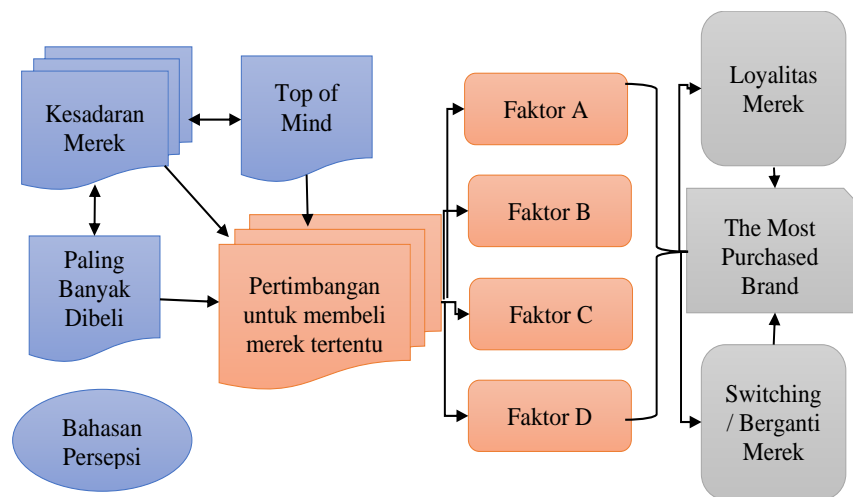 Kesadaran
Merek
Top of
Mind
Paling
Banyak
Dibeli
Pertimbangan
untuk membeli
merek tertentu
Bahasan
Persepsi
Faktor A
Faktor B
Faktor C
Faktor D
Loyalitas
Merek
The Most
Purchased
Brand
Switching
/ Berganti
Merek